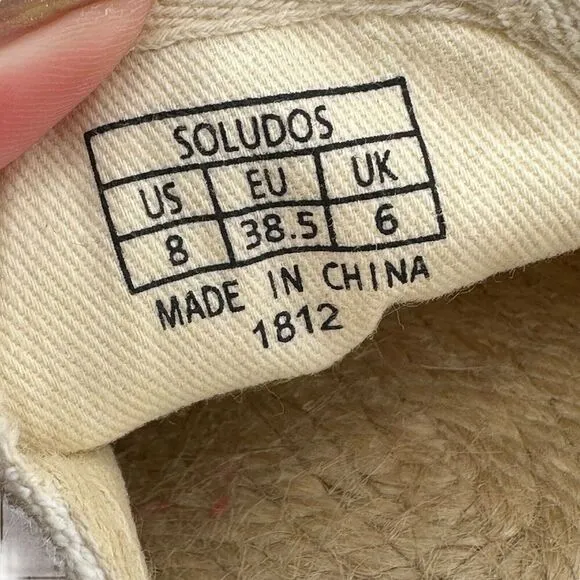 SOLUDOS
US EU UK
8 38.5 6
MADE IN CHINA
1812